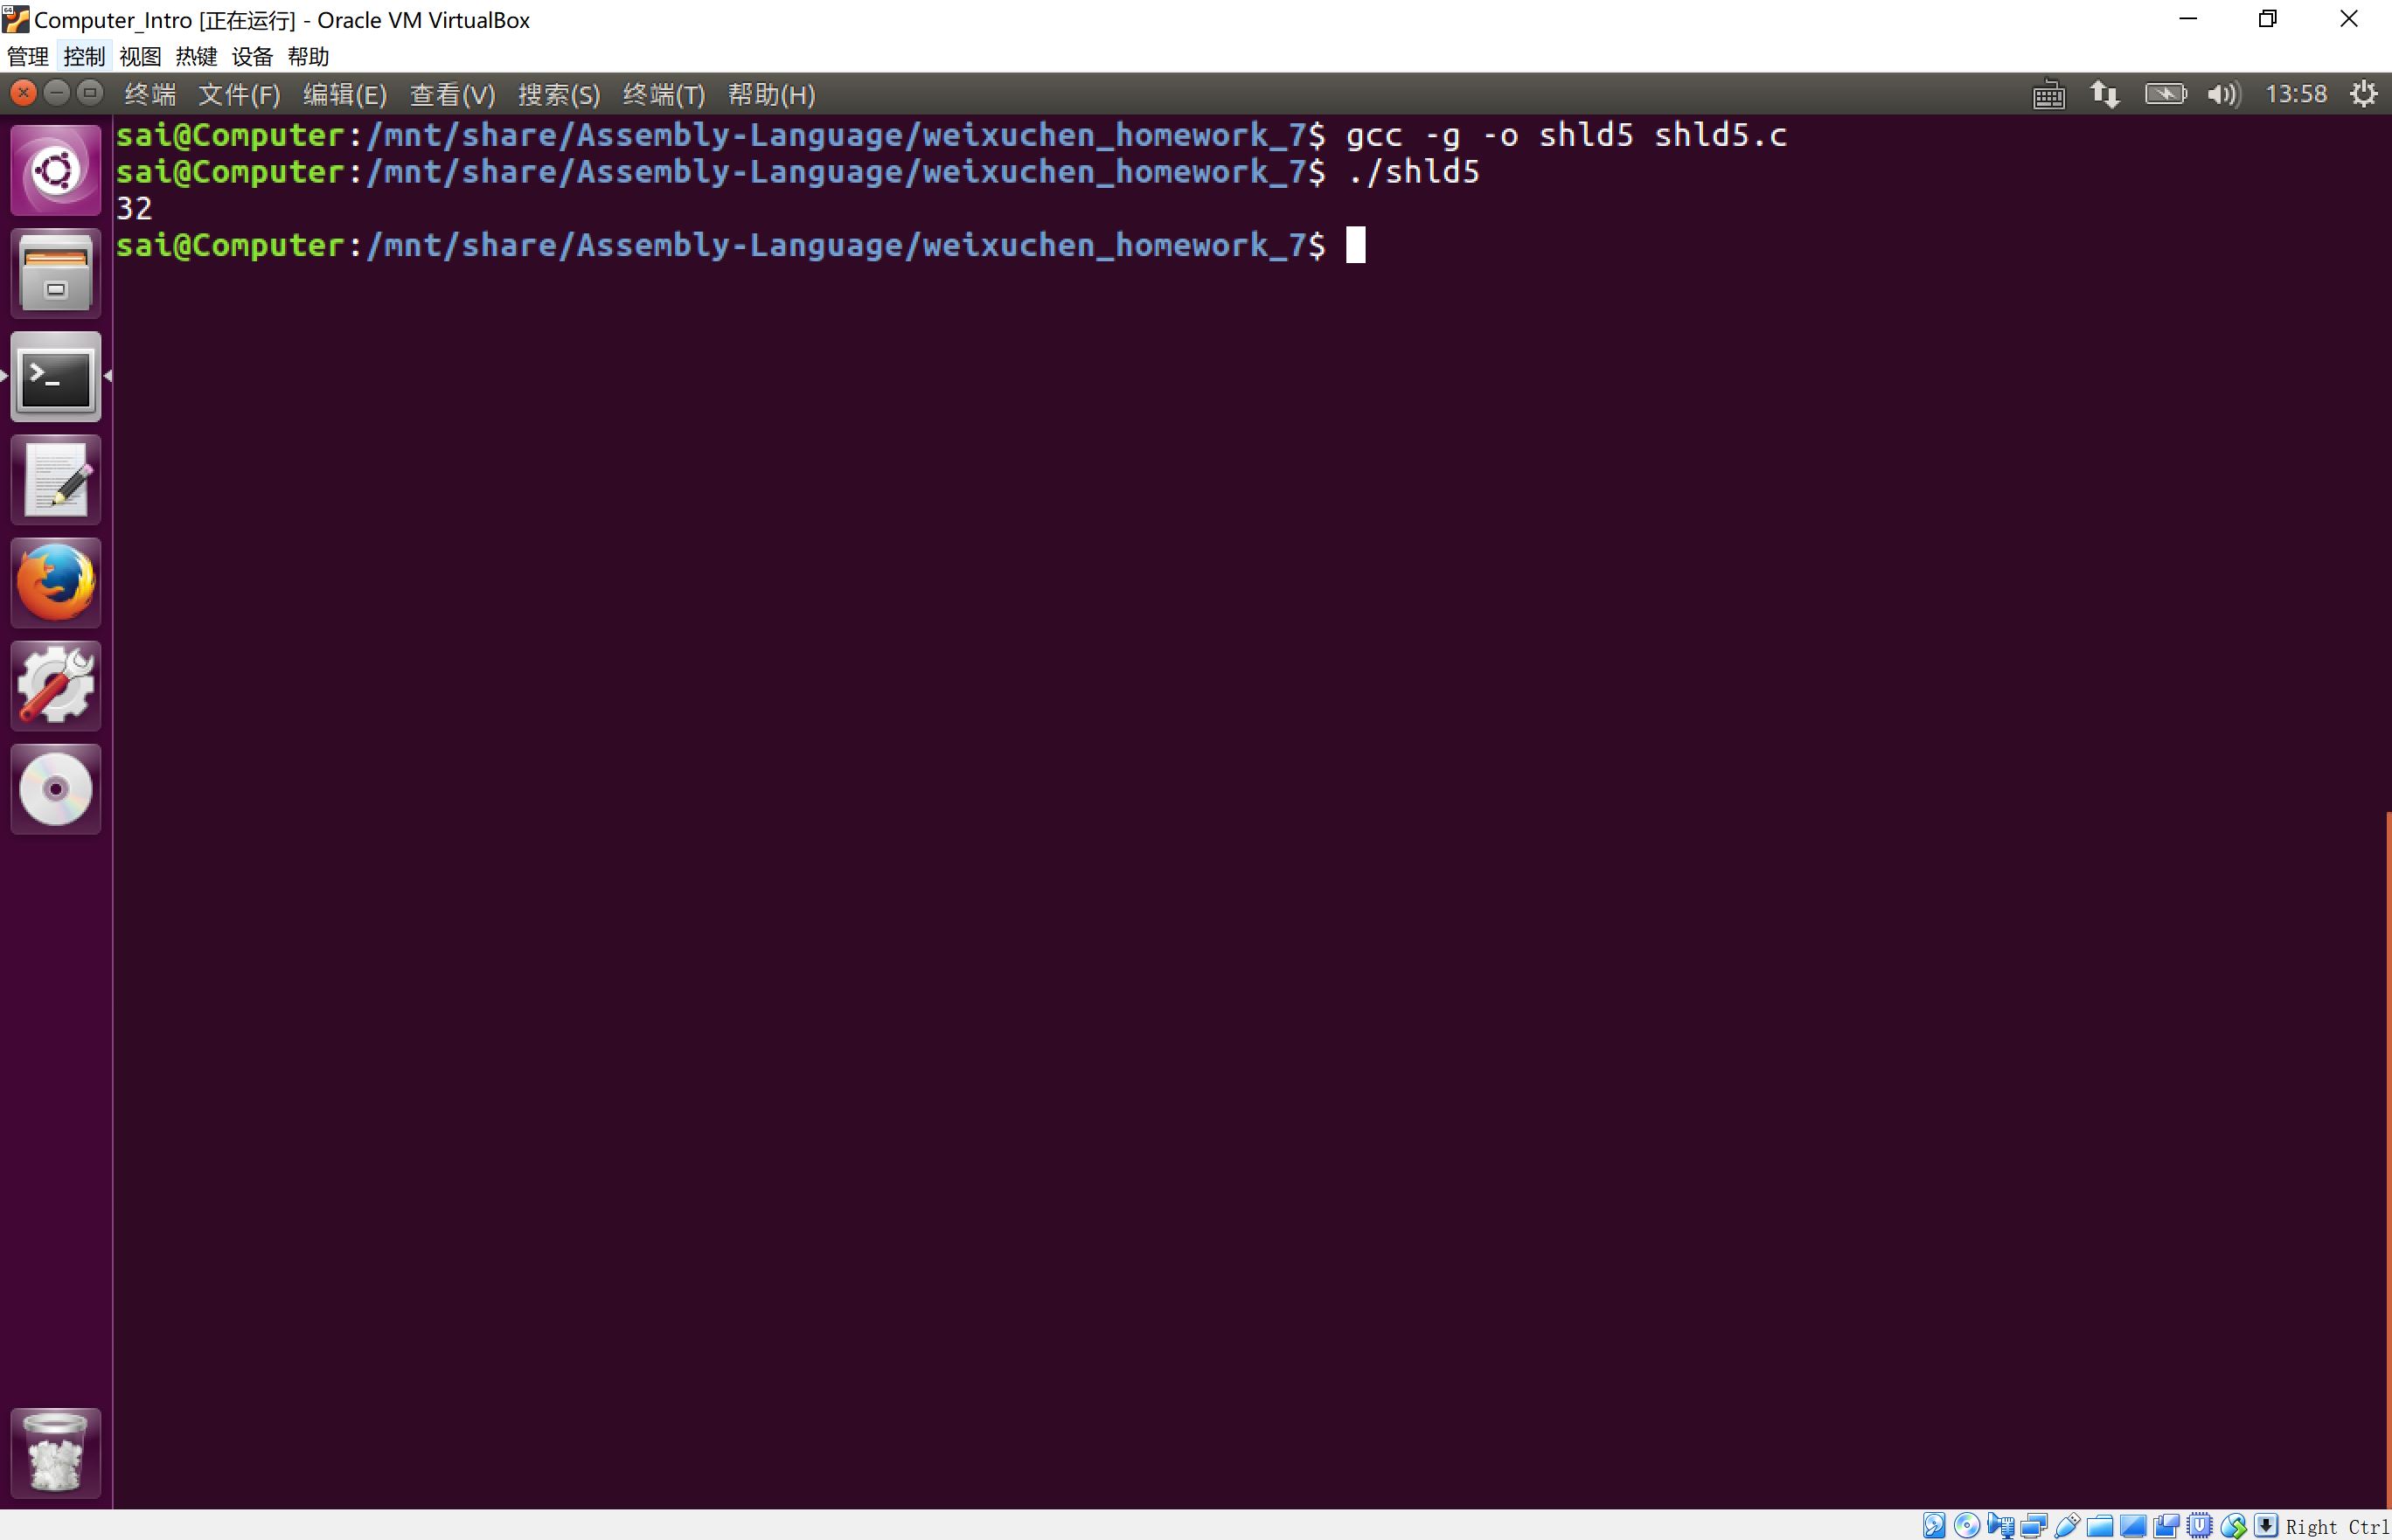 Computer_Intro [正在运行] - Oracle VM VirtualBox
管理 控制 视图 热键 设备 帮助
终端 文件(F) 编辑(E) 查看(V) 搜索(S) 终端(T) 帮助(H) 13:58
sai@Computer:/mnt/share/Assembly-Language/weixuchen_homework_7$ gcc -g -o shld5 shld5.c
sai@Computer:/mnt/share/Assembly-Language/weixuchen_homework_7$ ./shld5
32
sai@Computer:/mnt/share/Assembly-Language/weixuchen_homework_7$
Right Ctrl